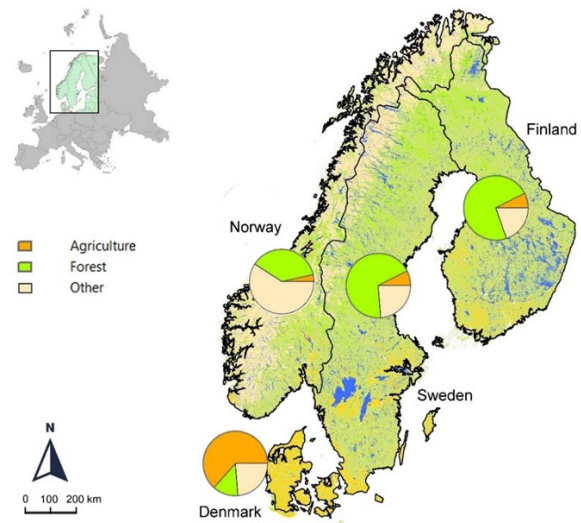 Finland
Norway
Agriculture
Forest
Other
Sweden
N
0 100 200 km
Denmark